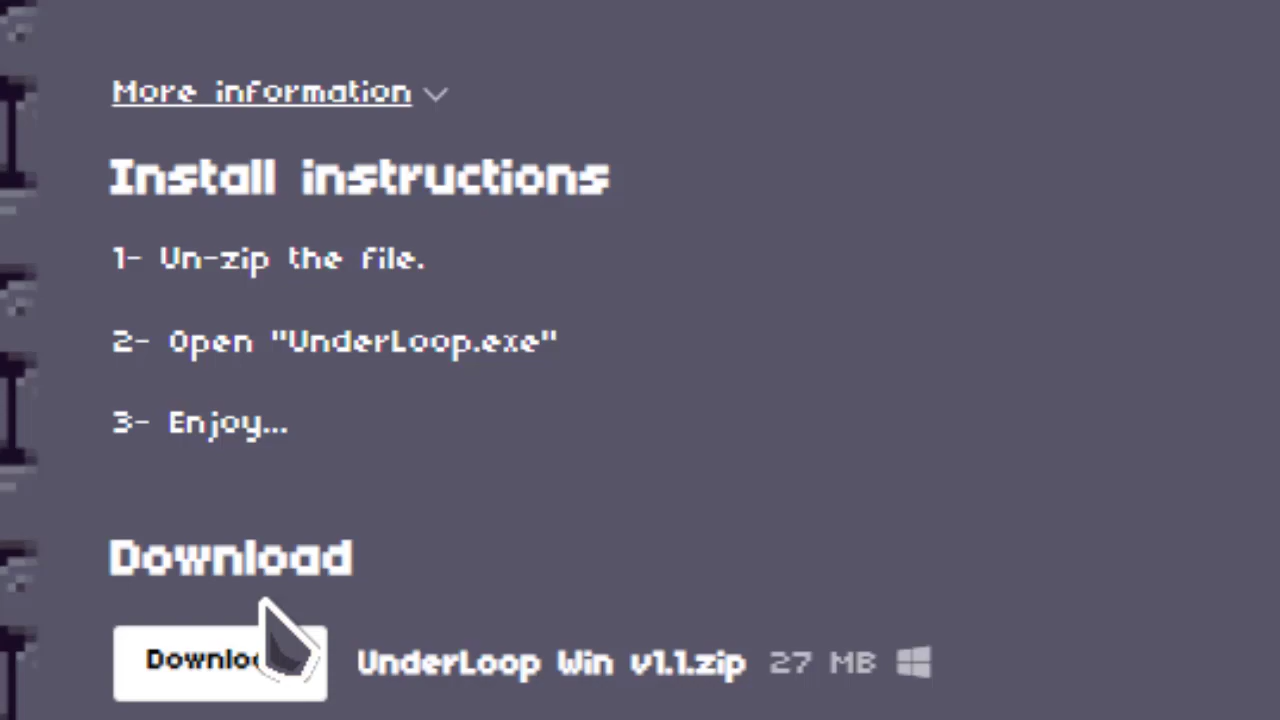 More information
Install instructions
1- Un-zip the file.
2- Open "UnderLoop.exe"
3- Enjoy...
Download
UnderLoop Win v1.1.zip 27 MB